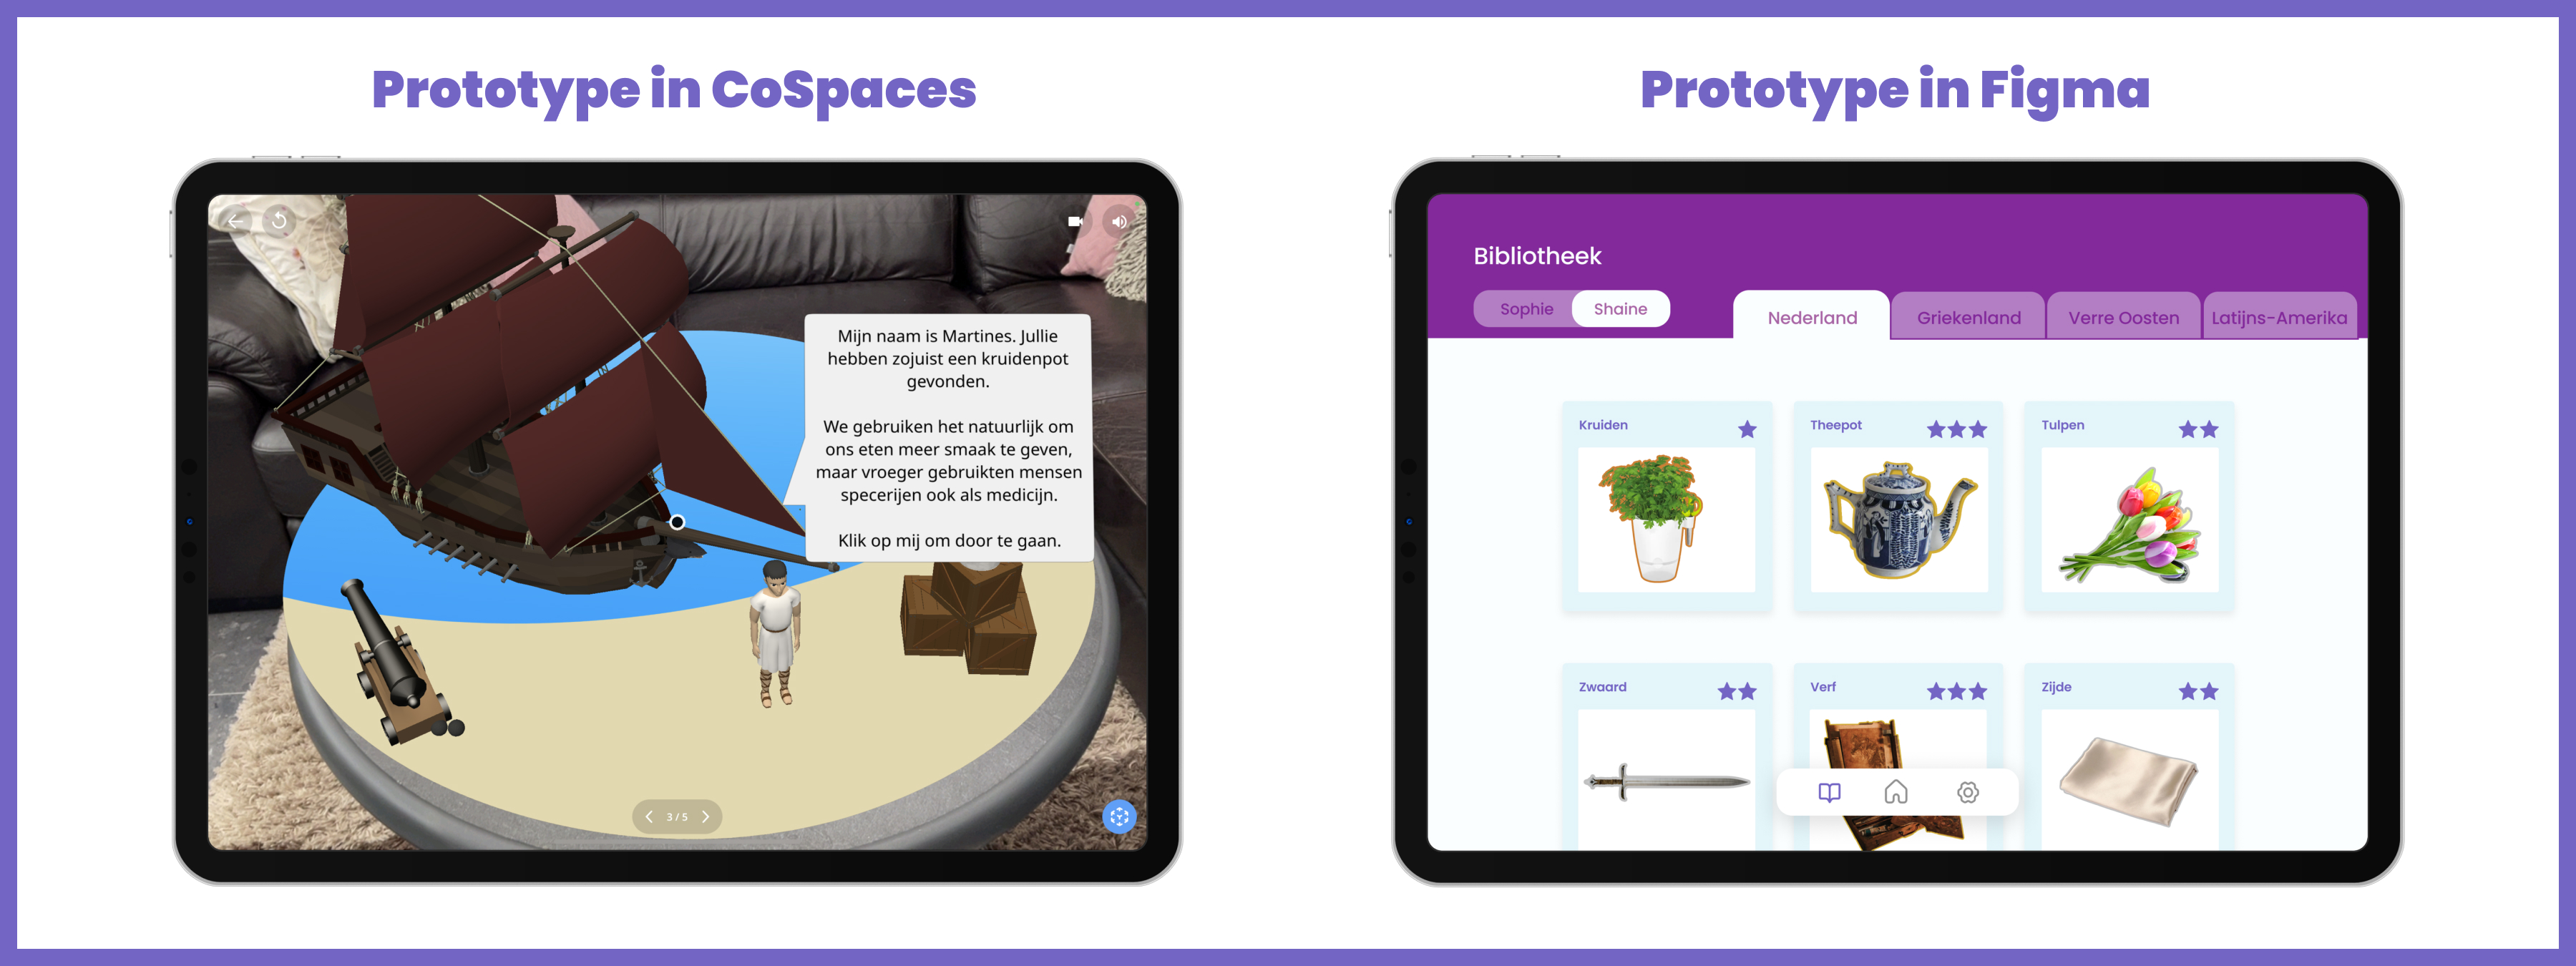 Prototype in CoSpaces
Mijn naam is Martines. Jullie
hebben zojuist een kruidenpot
gevonden.
We gebruiken het natuurlijk om
ons eten meer smaak te geven,
maar vroeger gebruikten mensen
specerijen ook als medicijn.
Klik op mij om door te gaan.
3 / 5
Prototype in Figma
Bibliotheek
Sophie Shaine
Nederland Griekenland Verre Oosten Latijns-Amerika
Kruiden Theepot Tulpen
Zwaard Verf Zijde